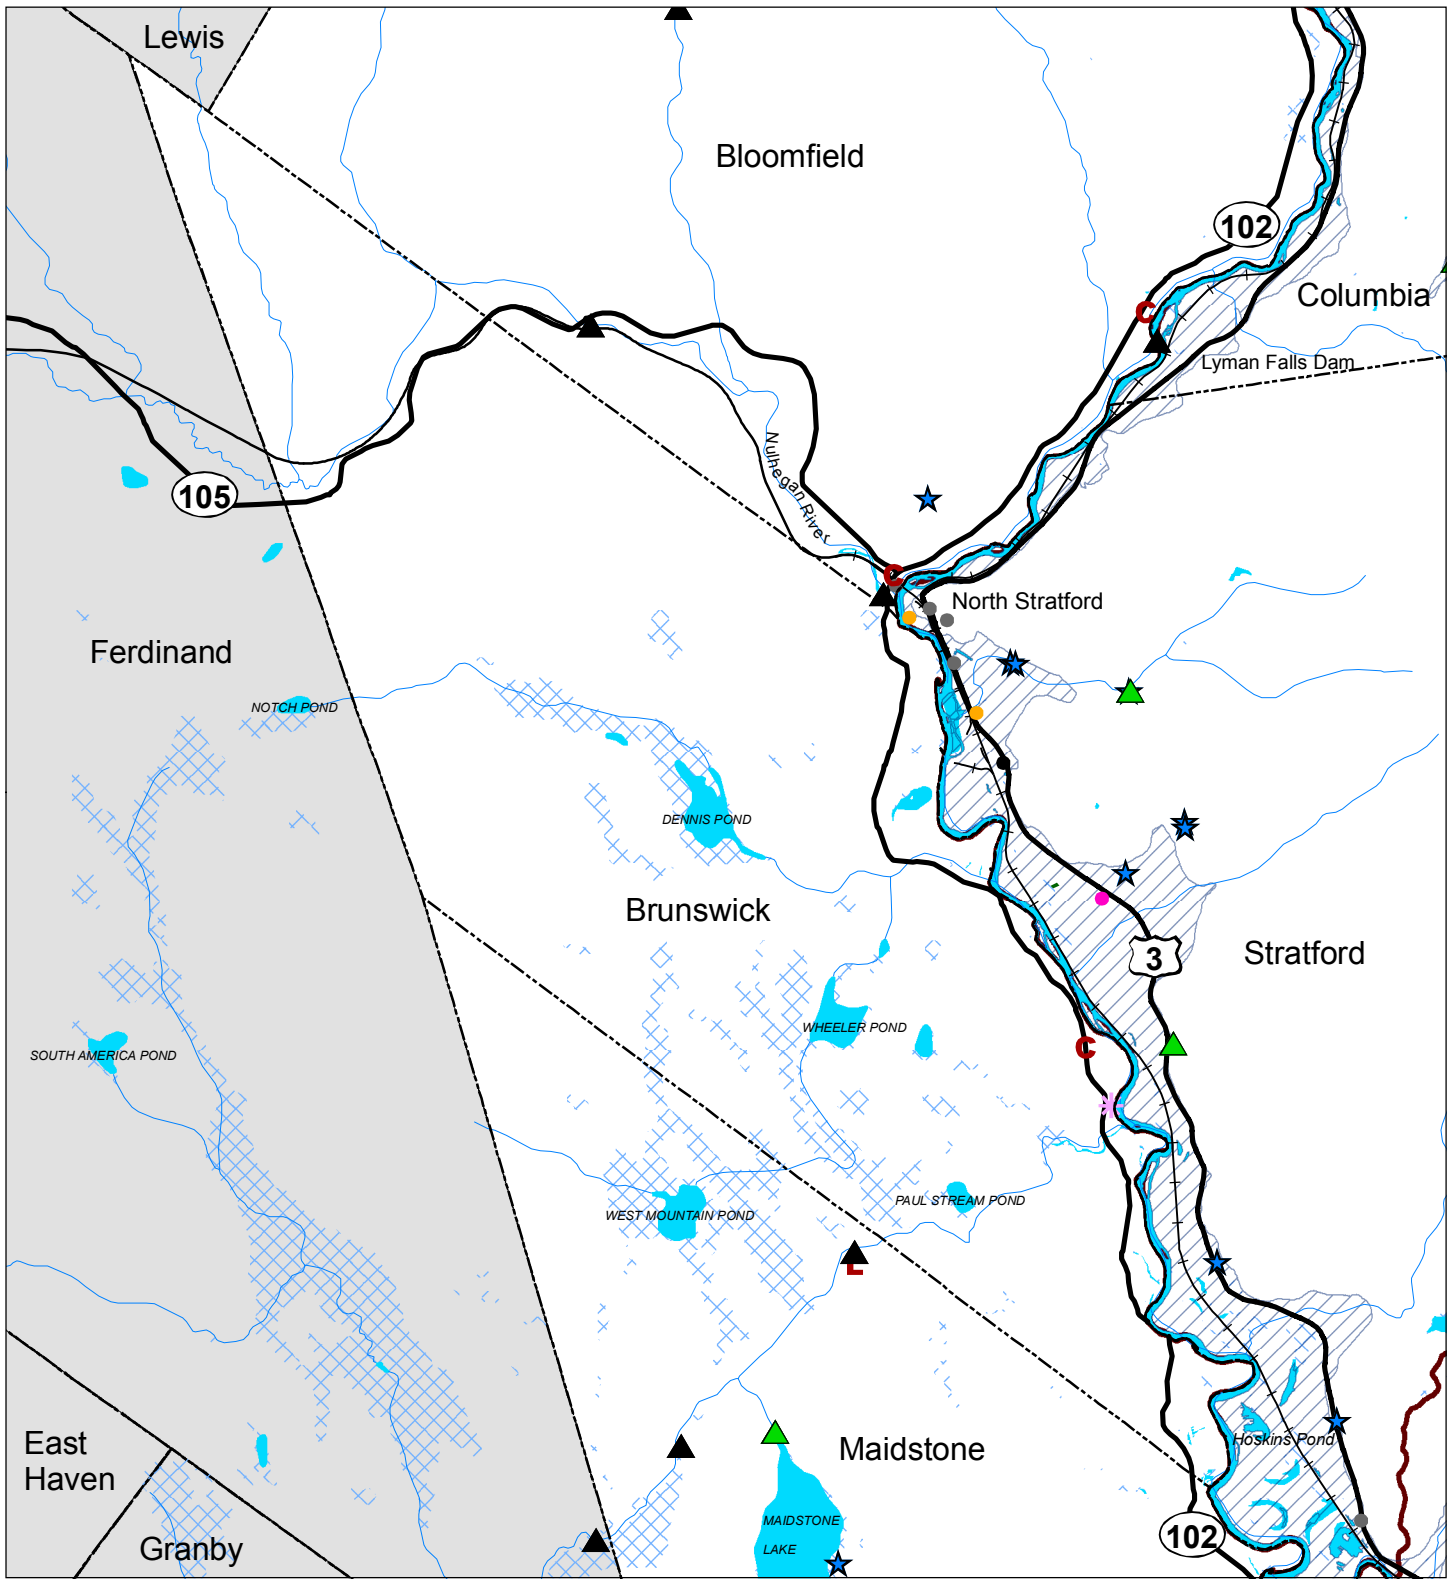 Lewis
Bloomfield
102
Columbia
Lyman Falls Dam
105
Nulhegan River
C
C
North Stratford
Ferdinand
NOTCH POND
DENNIS POND
Brunswick
3
Stratford
WHEELER POND
SOUTH AMERICA POND
C
PAUL STREAM POND
WEST MOUNTAIN POND
East
Haven
Maidstone
Hoskins Pond
MAIDSTONE
LAKE
102
Granby